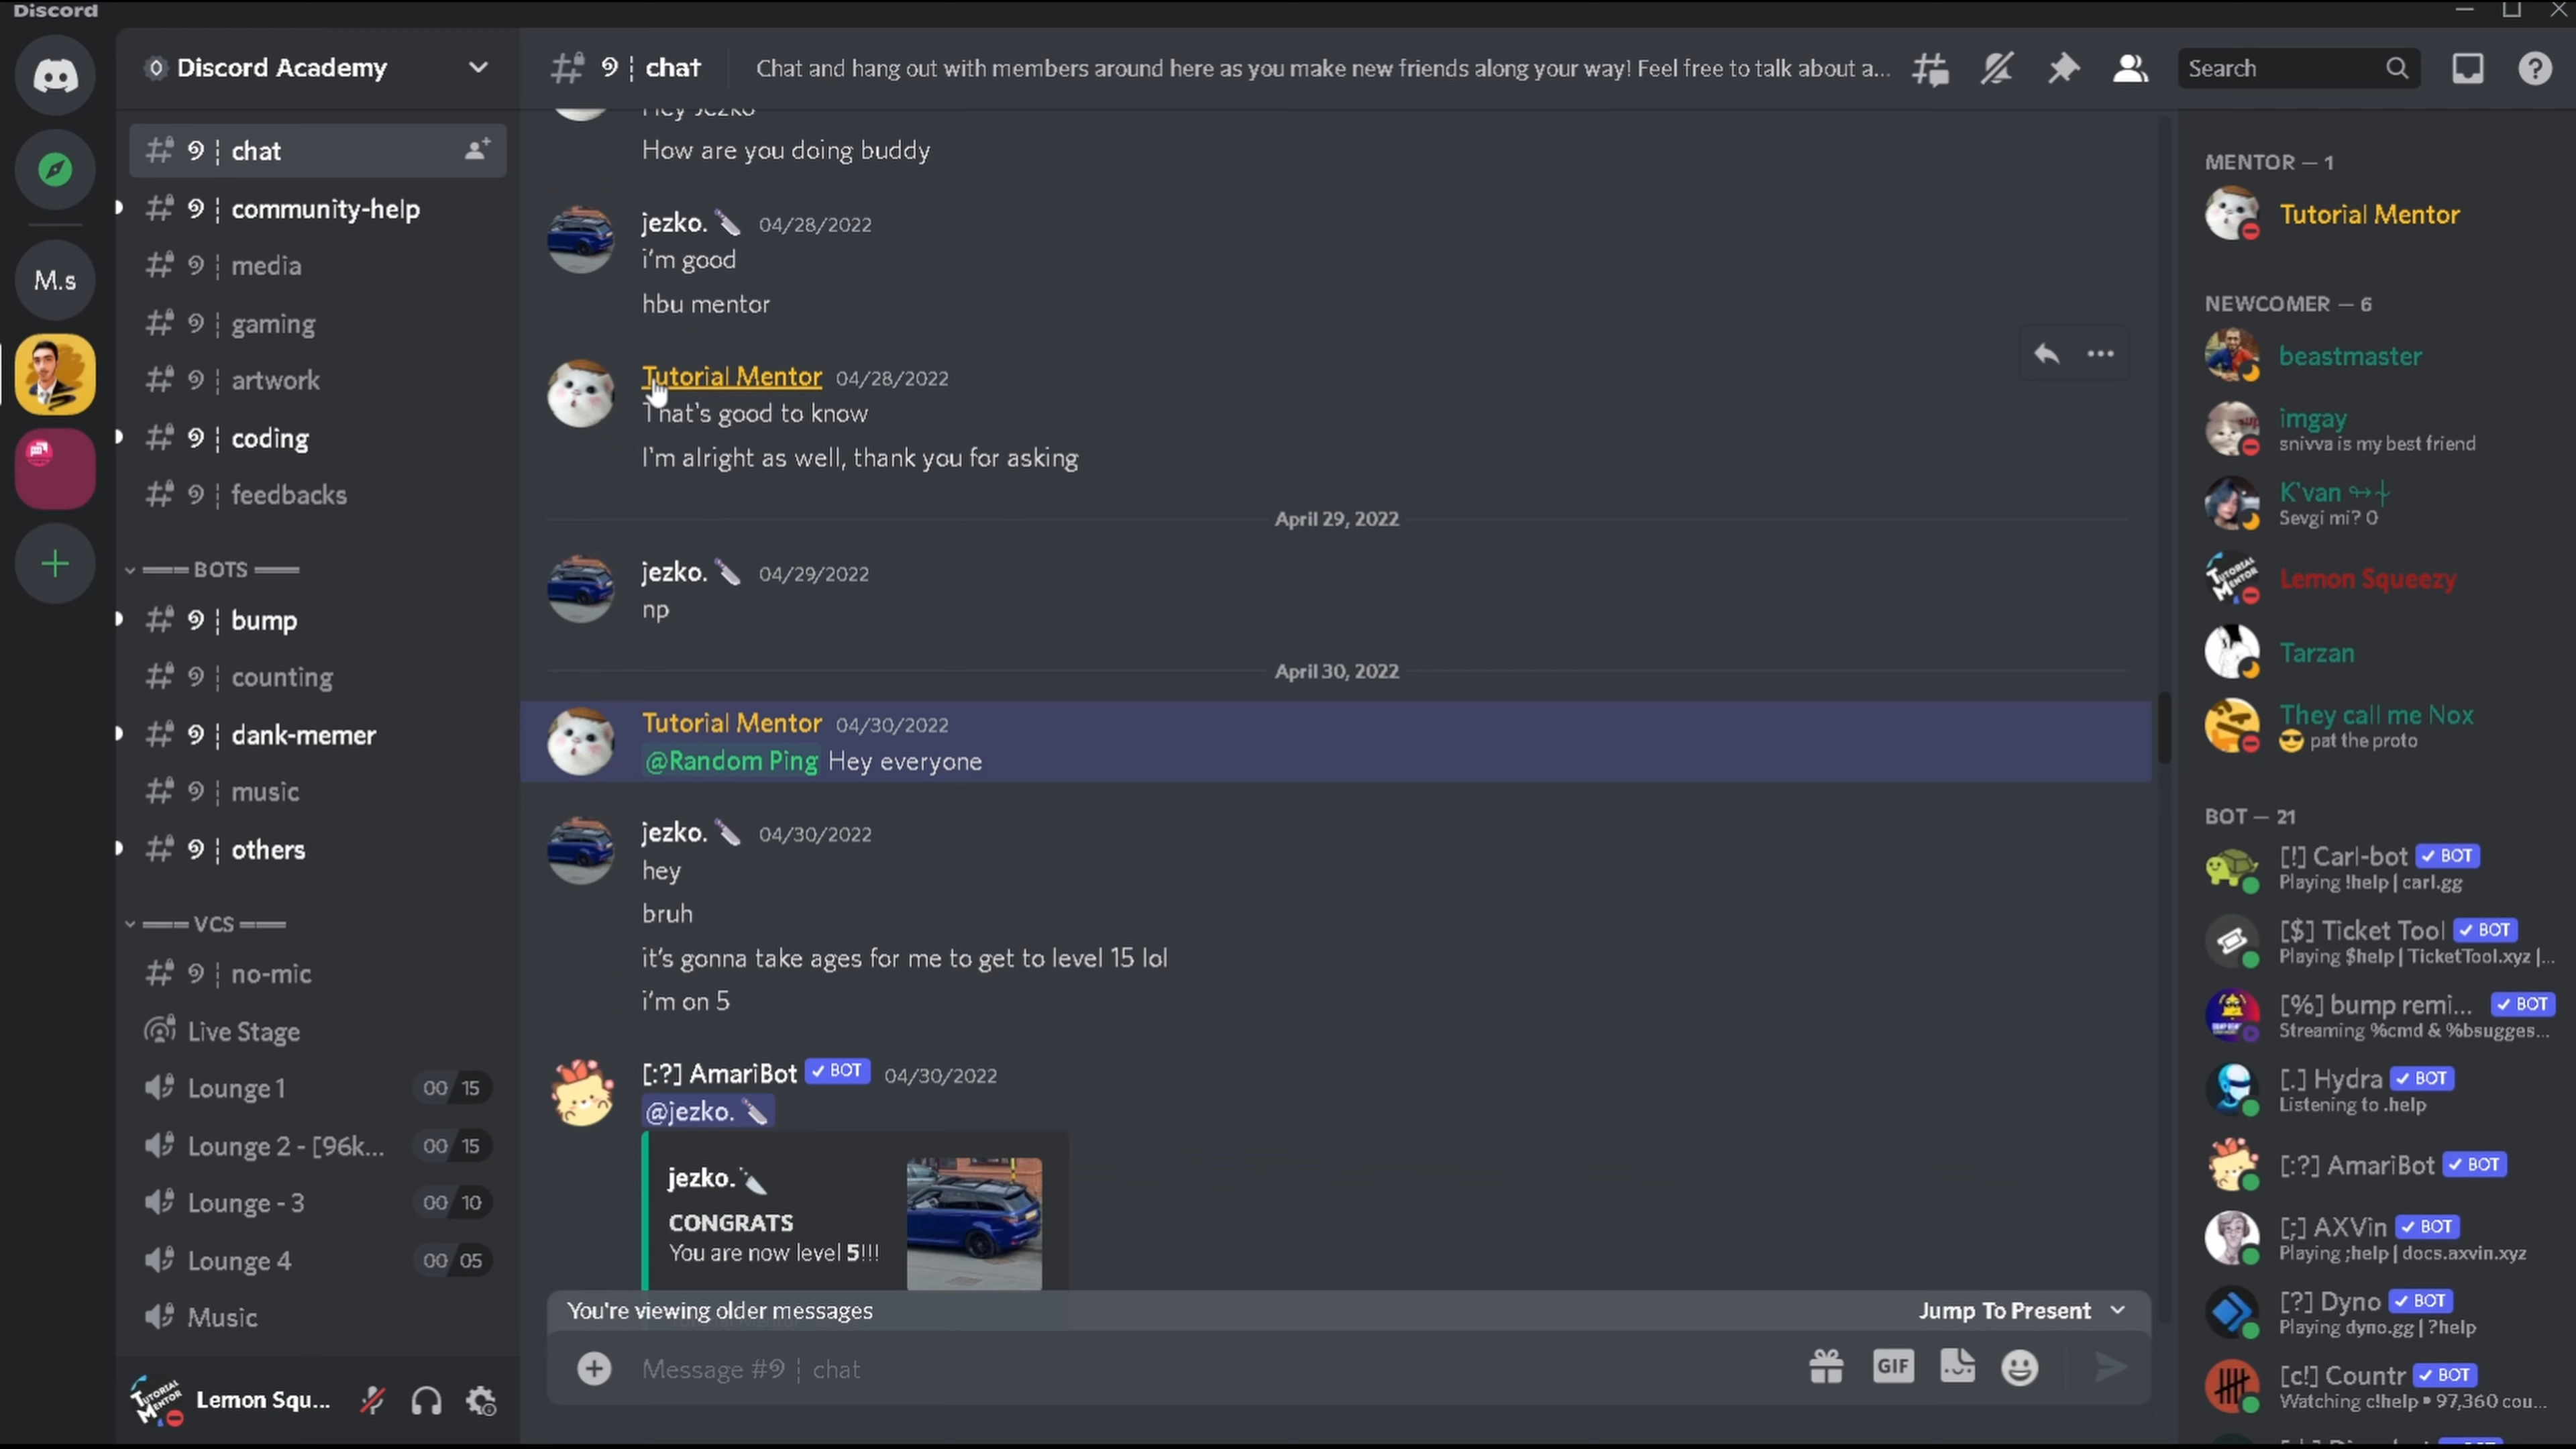 Discord
Discord Academy
chat
Chat and hang out with members around here as you make new friends along your way! Feel free to talk about a...
Search
M.s
chat
community-help
media
gaming
artwork
coding
feedbacks
BOTS
bump
counting
dank-memer
music
others
VCS
no-mic
Live Stage
Lounge 1 00 15
Lounge 2 - [96k... 00 15
Lounge - 3 00 10
Lounge 4 00 05
Music
Lemon Squ...
Hey Jezko
How are you doing buddy
jezko. 🔪 04/28/2022
i'm good
hbu mentor
Tutorial Mentor 04/28/2022
That's good to know
I'm alright as well, thank you for asking
April 29, 2022
jezko. 🔪 04/29/2022
np
April 30, 2022
Tutorial Mentor 04/30/2022
@Random Ping Hey everyone
jezko. 🔪 04/30/2022
hey
bruh
it's gonna take ages for me to get to level 15 lol
i'm on 5
[:?] AmariBot ✓ BOT 04/30/2022
@jezko. 🔪
jezko. 🔪
CONGRATS
You are now level 5!!!
You're viewing older messages
Jump To Present
Message # chat
GIF
MENTOR — 1
Tutorial Mentor
NEWCOMER — 6
beastmaster
imgay
snivva is my best friend
K'van
Sevgi mi? 0
TUTORIAL MENTOR
Lemon Squeezy
Tarzan
They call me Nox
😎 pat the proto
BOT — 21
[!] Carl-bot ✓ BOT
Playing !help | carl.gg
[$] Ticket Tool ✓ BOT
Playing $help | TicketTool.xyz |...
[%] bump remi... ✓ BOT
Streaming %cmd & %bsugges...
[.] Hydra ✓ BOT
Listening to .help
[:?] AmariBot ✓ BOT
[;] AXVin ✓ BOT
Playing ;help | docs.axvin.xyz
[?] Dyno ✓ BOT
Playing dyno.gg | ?help
[c!] Countr ✓ BOT
Watching c!help • 97,360 cou...